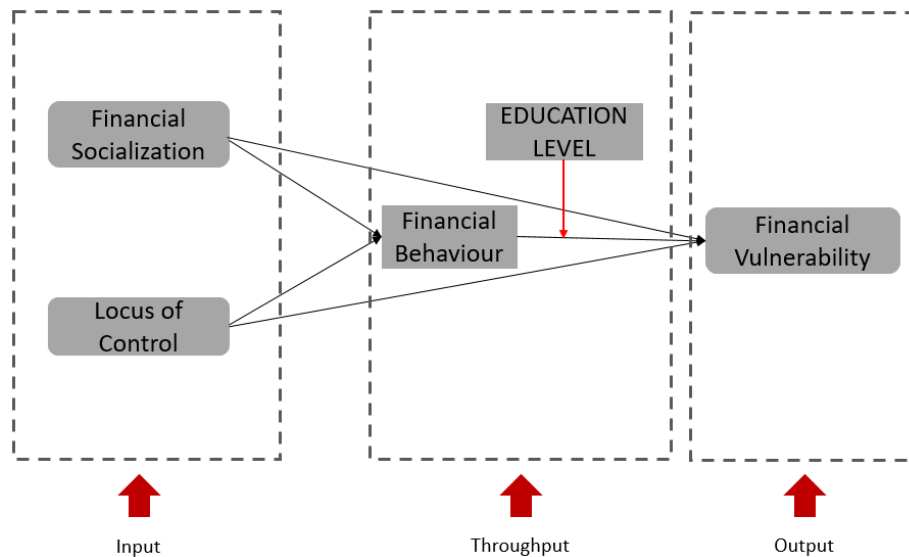 Financial
Socialization
EDUCATION
LEVEL
Financial
Behaviour
Financial
Vulnerability
Locus of
Control
Input
Throughput
Output